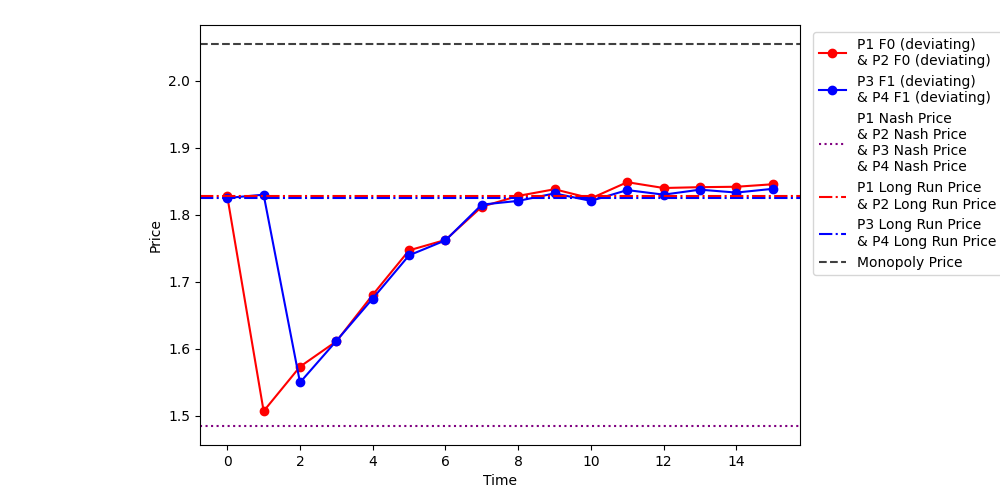 2.0
1.9
1.8
1.7
1.6
1.5
Price
0
2
4
6
8
10
12
14
Time
P1 F0 (deviating)
& P2 F0 (deviating)
P3 F1 (deviating)
& P4 F1 (deviating)
P1 Nash Price
& P2 Nash Price
& P3 Nash Price
& P4 Nash Price
P1 Long Run Price
& P2 Long Run Price
P3 Long Run Price
& P4 Long Run Price
Monopoly Price